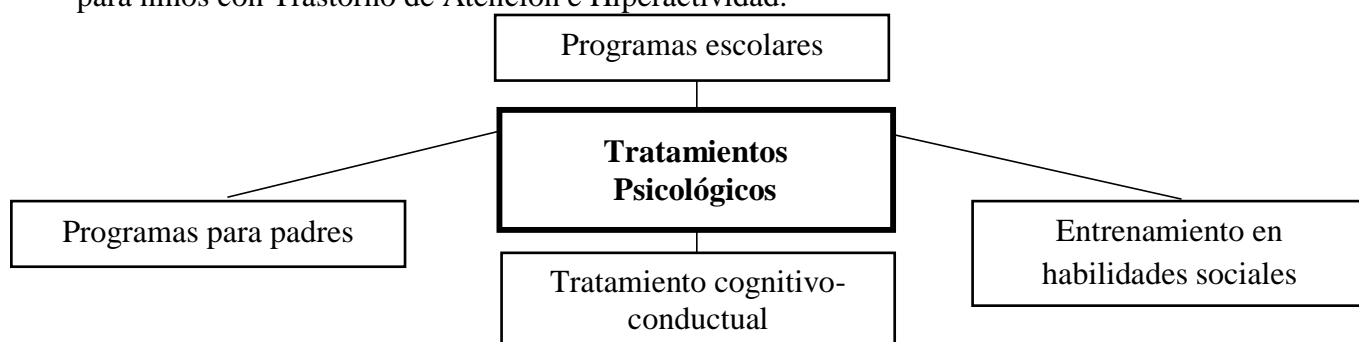 para niños con Trastorno de Atención e Hiperactividad.
Programas escolares
Tratamientos
Psicológicos
Programas para padres
Entrenamiento en
habilidades sociales
Tratamiento cognitivo-
conductual